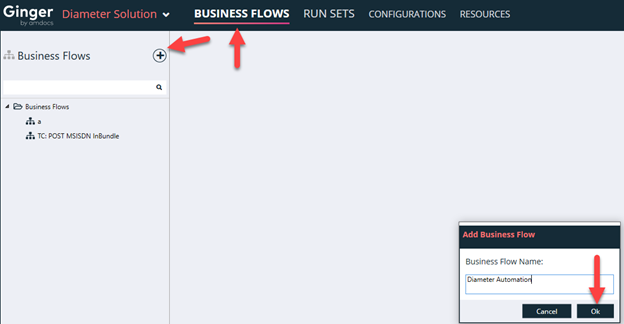 Ginger
by amdocs
Diameter Solution
BUSINESS FLOWS
RUN SETS
CONFIGURATIONS
RESOURCES
Business Flows
Business Flows
a
TC: POST MSISDN InBundle
Add Business Flow
Business Flow Name:
Diameter Automation
Cancel
Ok